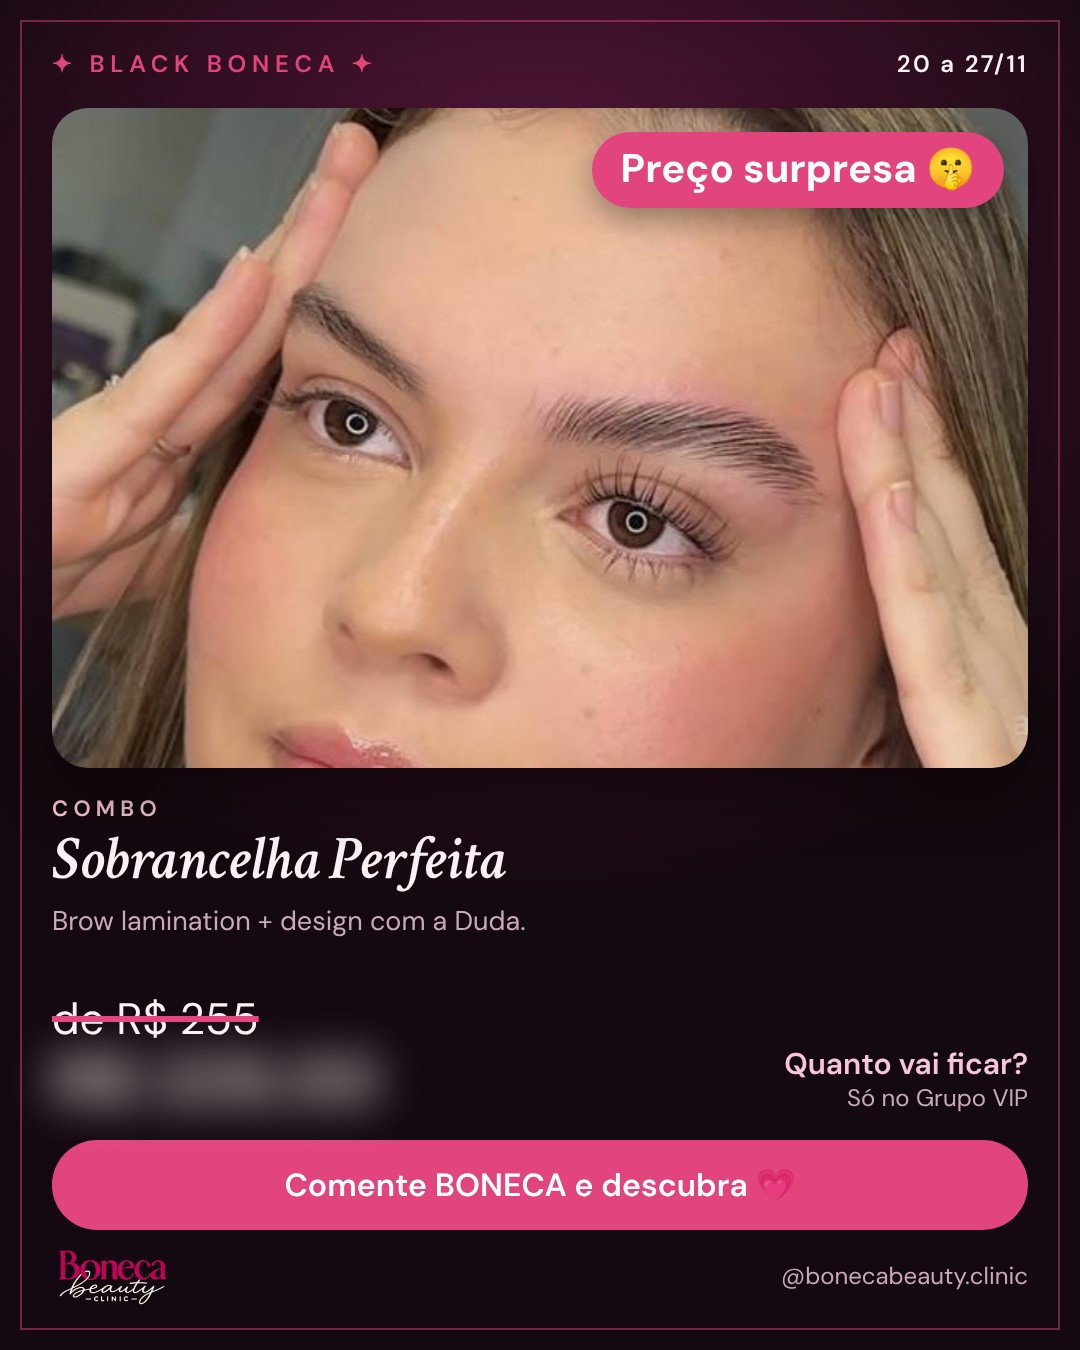 ✦ BLACK BONECA ✦
20 a 27/11
Preço surpresa 🤫
COMBO
Sobrancelha Perfeita
Brow lamination + design com a Duda.
de R$ 255
Quanto vai ficar?
Só no Grupo VIP
Comente BONECA e descubra 💗
Boneca
beauty
CLINIC
@bonecabeauty.clinic